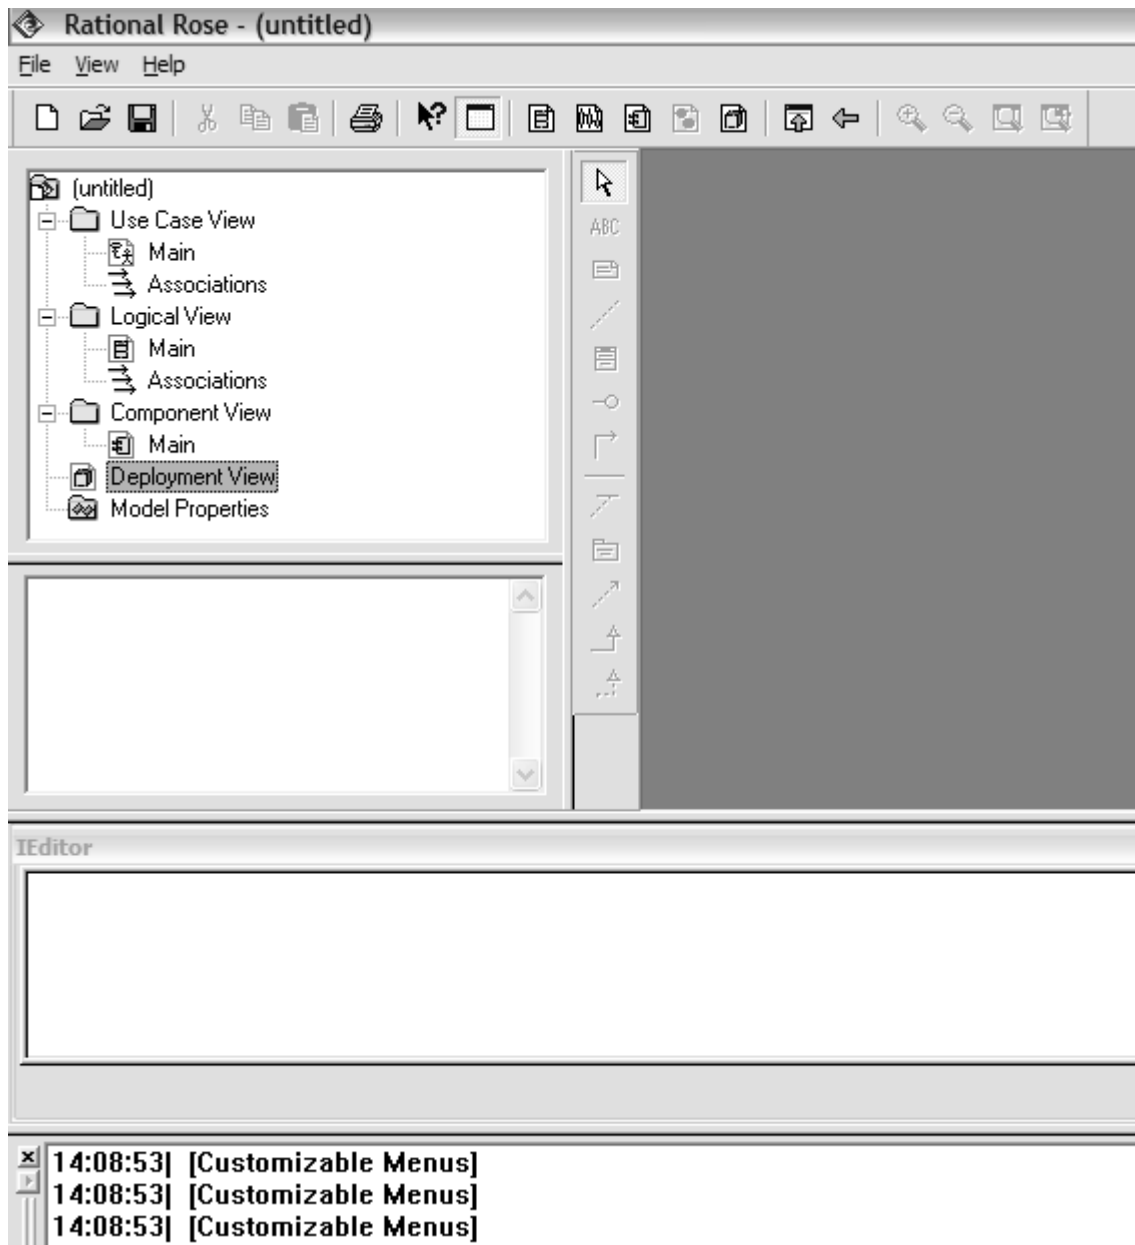 Rational Rose - (untitled)
File View Help
(untitled)
Use Case View
Main
Associations
Logical View
Main
Associations
Component View
Main
Deployment View
Model Properties
ABC
IEditor
14:08:53| [Customizable Menus]
14:08:53| [Customizable Menus]
14:08:53| [Customizable Menus]